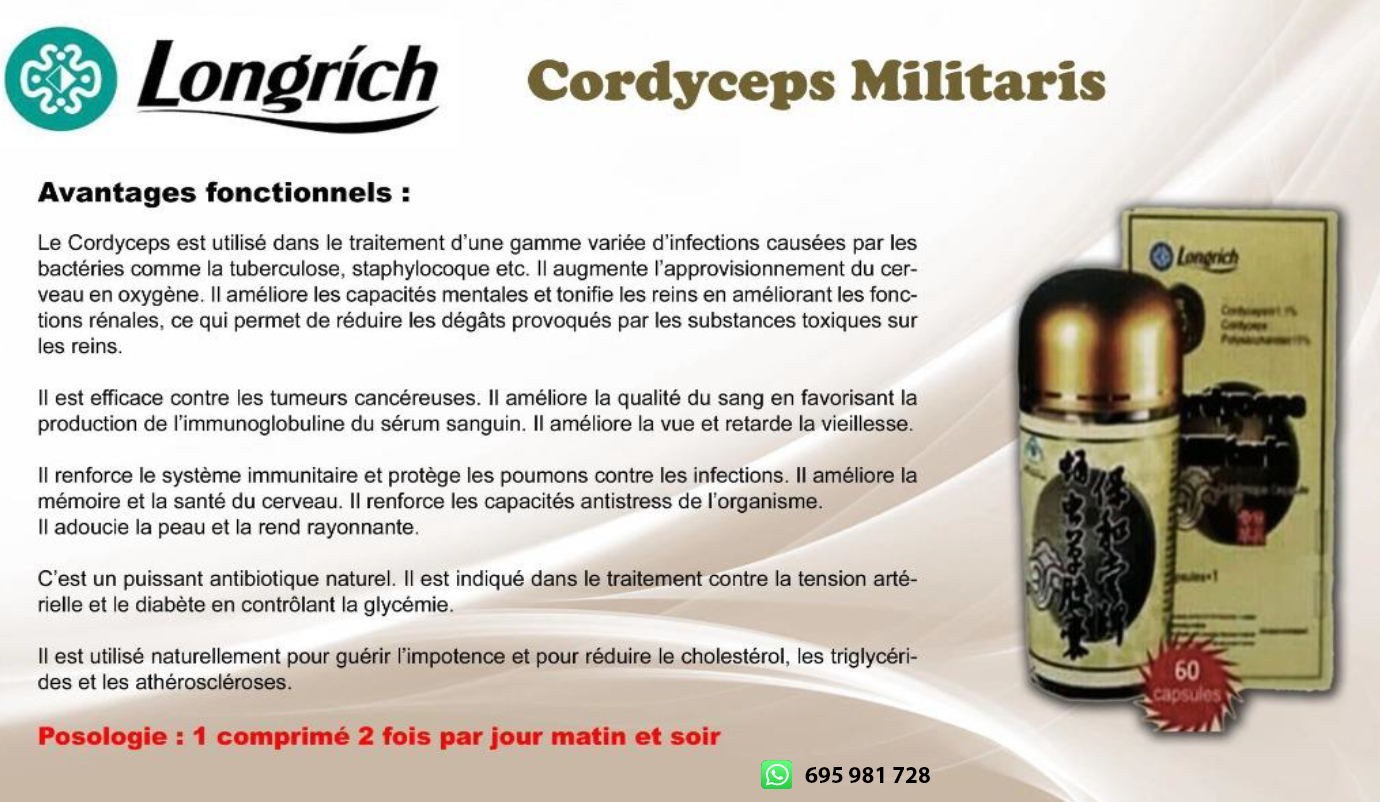 Longrích
Cordyceps Militaris
Avantages fonctionnels :
Le Cordyceps est utilisé dans le traitement d'une gamme variée d'infections causées par les
bactéries comme la tuberculose, staphylocoque etc. Il augmente l'approvisionnement du cer-
veau en oxygène. Il améliore les capacités mentales et tonifie les reins en améliorant les fonc-
tions rénales, ce qui permet de réduire les dégâts provoqués par les substances toxiques sur
les reins.
Il est efficace contre les tumeurs cancéreuses. Il améliore la qualité du sang en favorisant la
production de l'immunoglobuline du sérum sanguin. Il améliore la vue et retarde la vieillesse.
Il renforce le système immunitaire et protège les poumons contre les infections. Il améliore la
mémoire et la santé du cerveau. Il renforce les capacités antistress de l'organisme.
Il adoucie la peau et la rend rayonnante.
C'est un puissant antibiotique naturel. Il est indiqué dans le traitement contre la tension arté-
rielle et le diabète en contrôlant la glycémie.
Il est utilisé naturellement pour guérir l'impotence et pour réduire le cholestérol, les triglycéri-
des et les athéroscléroses.
Posologie : 1 comprimé 2 fois par jour matin et soir
695 981 728
Longrich
Cordyceps
60
capsules